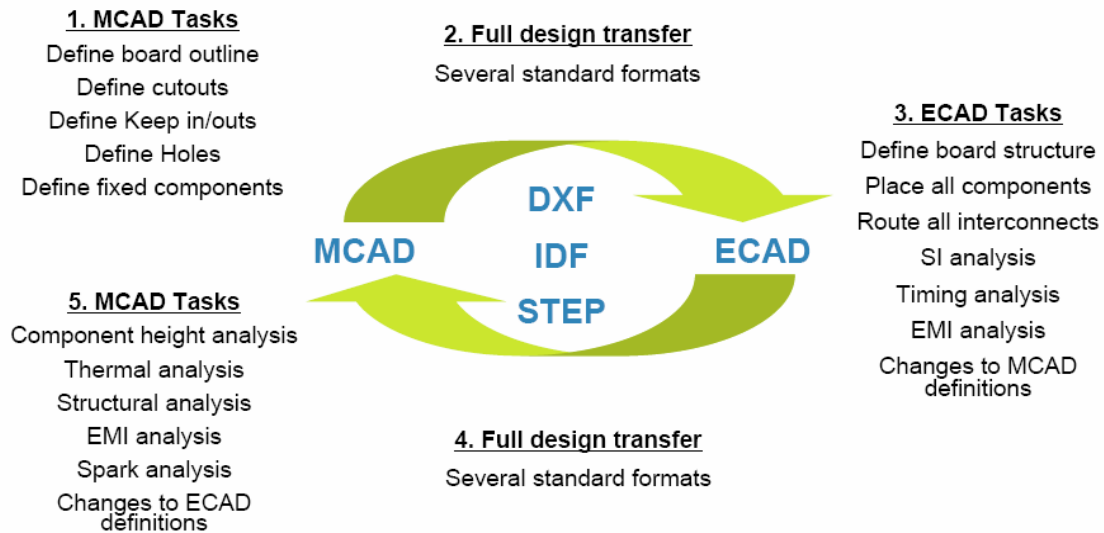 1. MCAD Tasks
Define board outline
Define cutouts
Define Keep in/outs
Define Holes
Define fixed components
2. Full design transfer
Several standard formats
3. ECAD Tasks
Define board structure
Place all components
Route all interconnects
SI analysis
Timing analysis
EMI analysis
Changes to MCAD
definitions
DXF
MCAD
IDF
ECAD
STEP
4. Full design transfer
Several standard formats
5. MCAD Tasks
Component height analysis
Thermal analysis
Structural analysis
EMI analysis
Spark analysis
Changes to ECAD
definitions